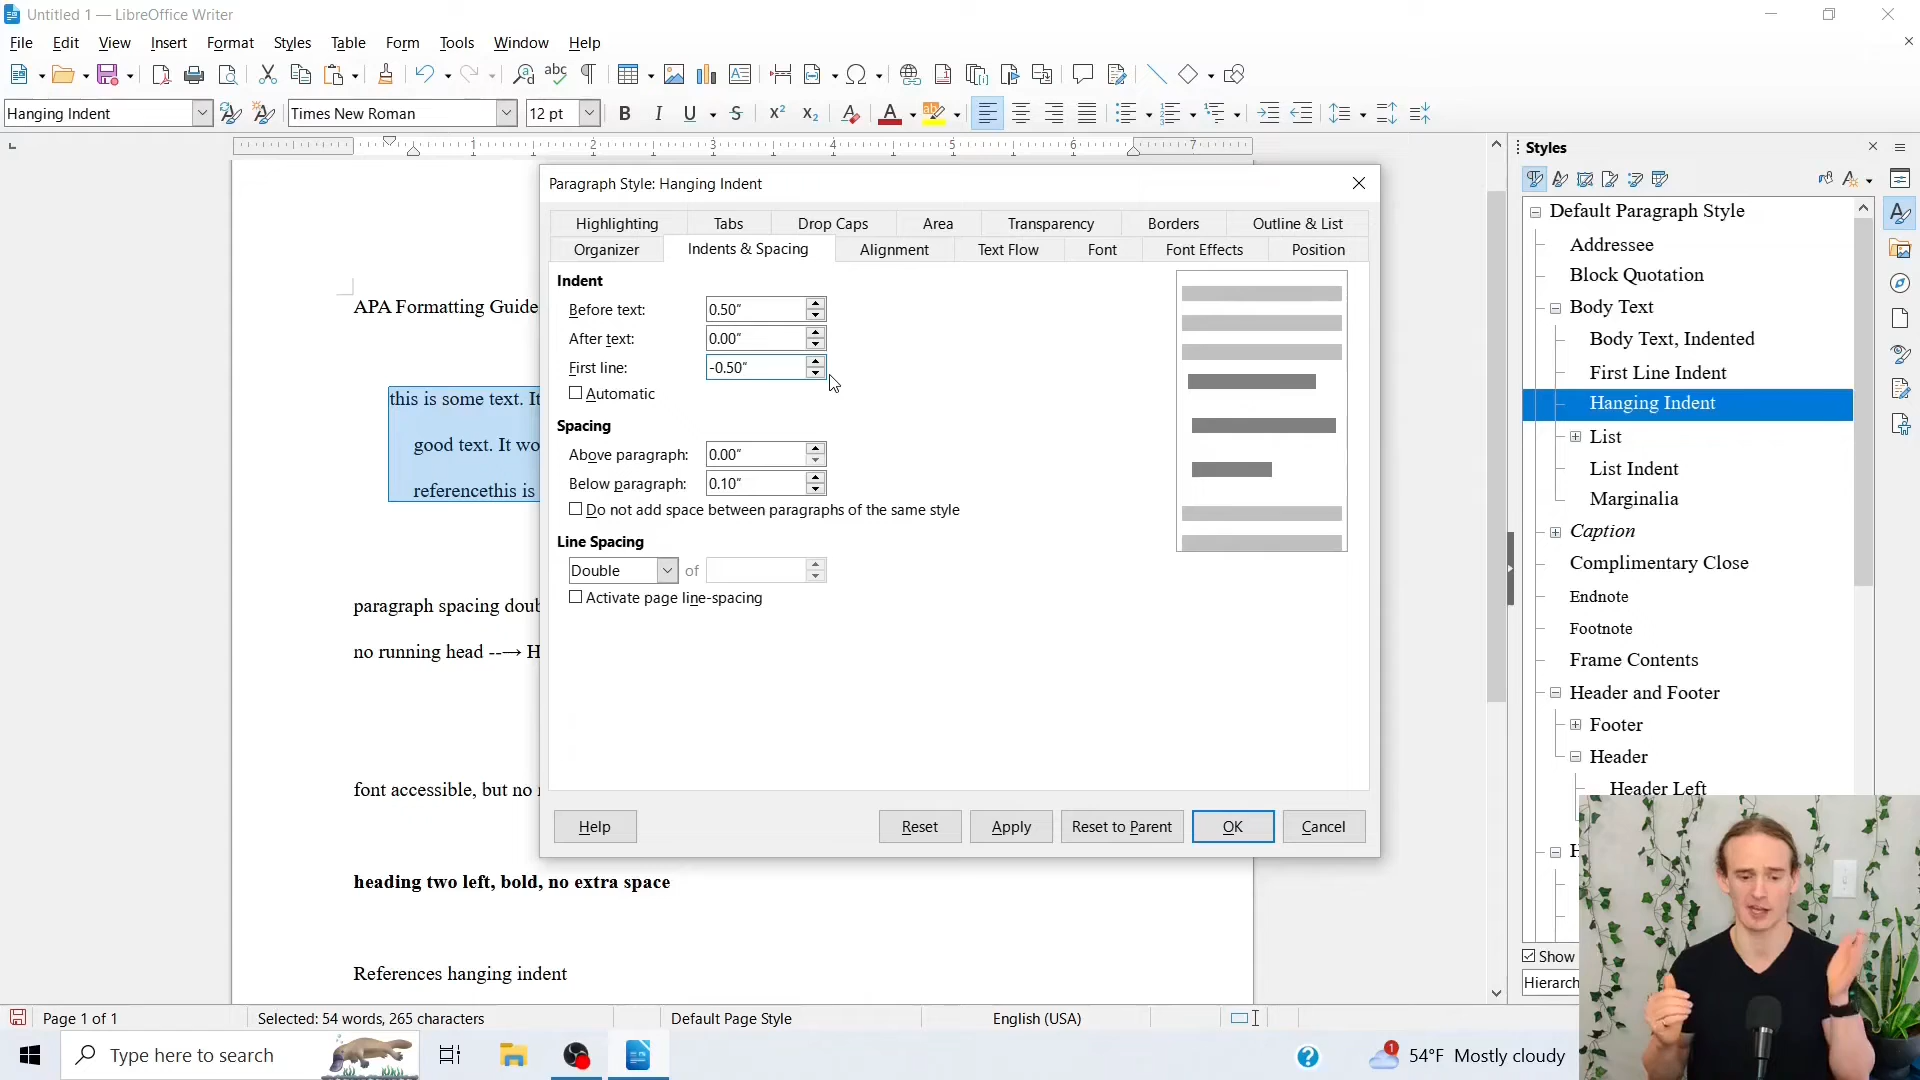 Untitled 1 — LibreOffice Writer
File Edit View Insert Format Styles Table Form Tools Window Help
Hanging Indent Times New Roman 12 pt
1 2 3 4 5 6 7
Styles
Paragraph Style: Hanging Indent
Highlighting Tabs Drop Caps Area Transparency Borders Outline & List
Organizer Indents & Spacing Alignment Text Flow Font Font Effects Position
Indent
Before text: 0.50"
After text: 0.00"
First line: -0.50"
Automatic
Spacing
Above paragraph: 0.00"
Below paragraph: 0.10"
Do not add space between paragraphs of the same style
Line Spacing
Double of
Activate page line-spacing
Help Reset Apply Reset to Parent OK Cancel
APA Formatting Guide
this is some text. It
good text. It wo
referencethis is
paragraph spacing doub
no running head --→ H
font accessible, but no
heading two left, bold, no extra space
References hanging indent
Default Paragraph Style
Addressee
Block Quotation
Body Text
Body Text, Indented
First Line Indent
Hanging Indent
List
List Indent
Marginalia
Caption
Complimentary Close
Endnote
Footnote
Frame Contents
Header and Footer
Footer
Header
Header Left
H
Show
Hierarch
Page 1 of 1 Selected: 54 words, 265 characters Default Page Style English (USA)
Type here to search 1 54°F Mostly cloudy